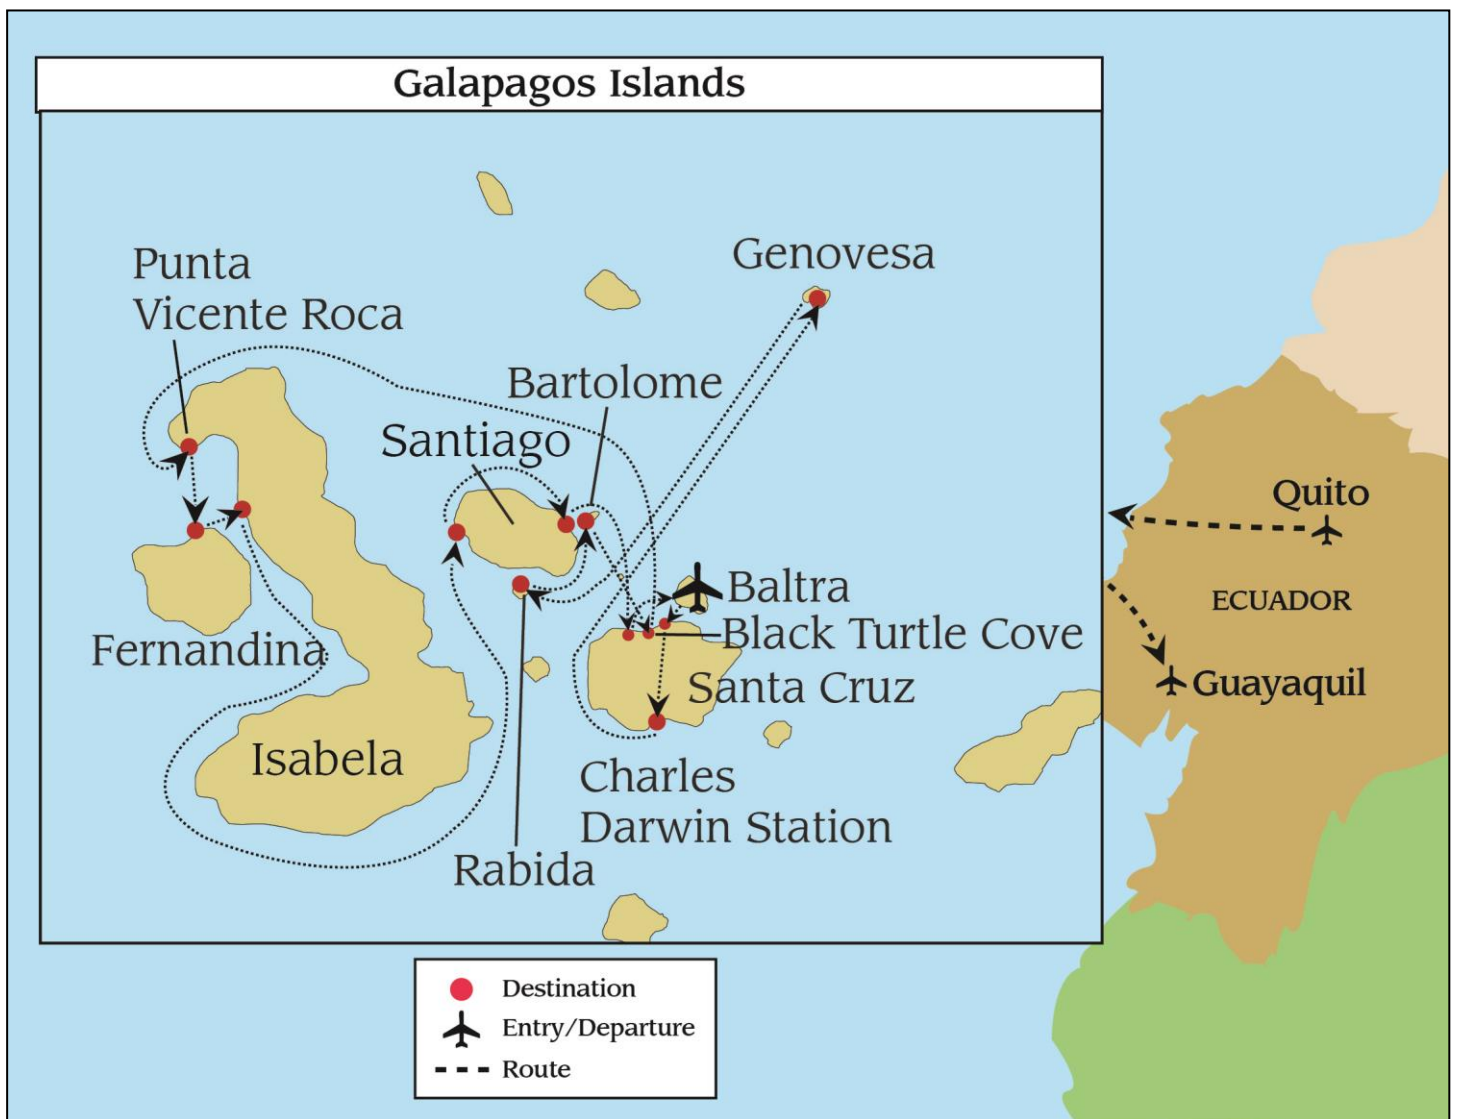 Galapagos Islands
Punta
Vicente Roca
Genovesa
Bartolome
Santiago
Quito
Baltra
ECUADOR
Black Turtle Cove
Fernandina
Santa Cruz
Guayaquil
Isabela
Charles
Darwin Station
Rabida
Destination
Entry/Departure
Route